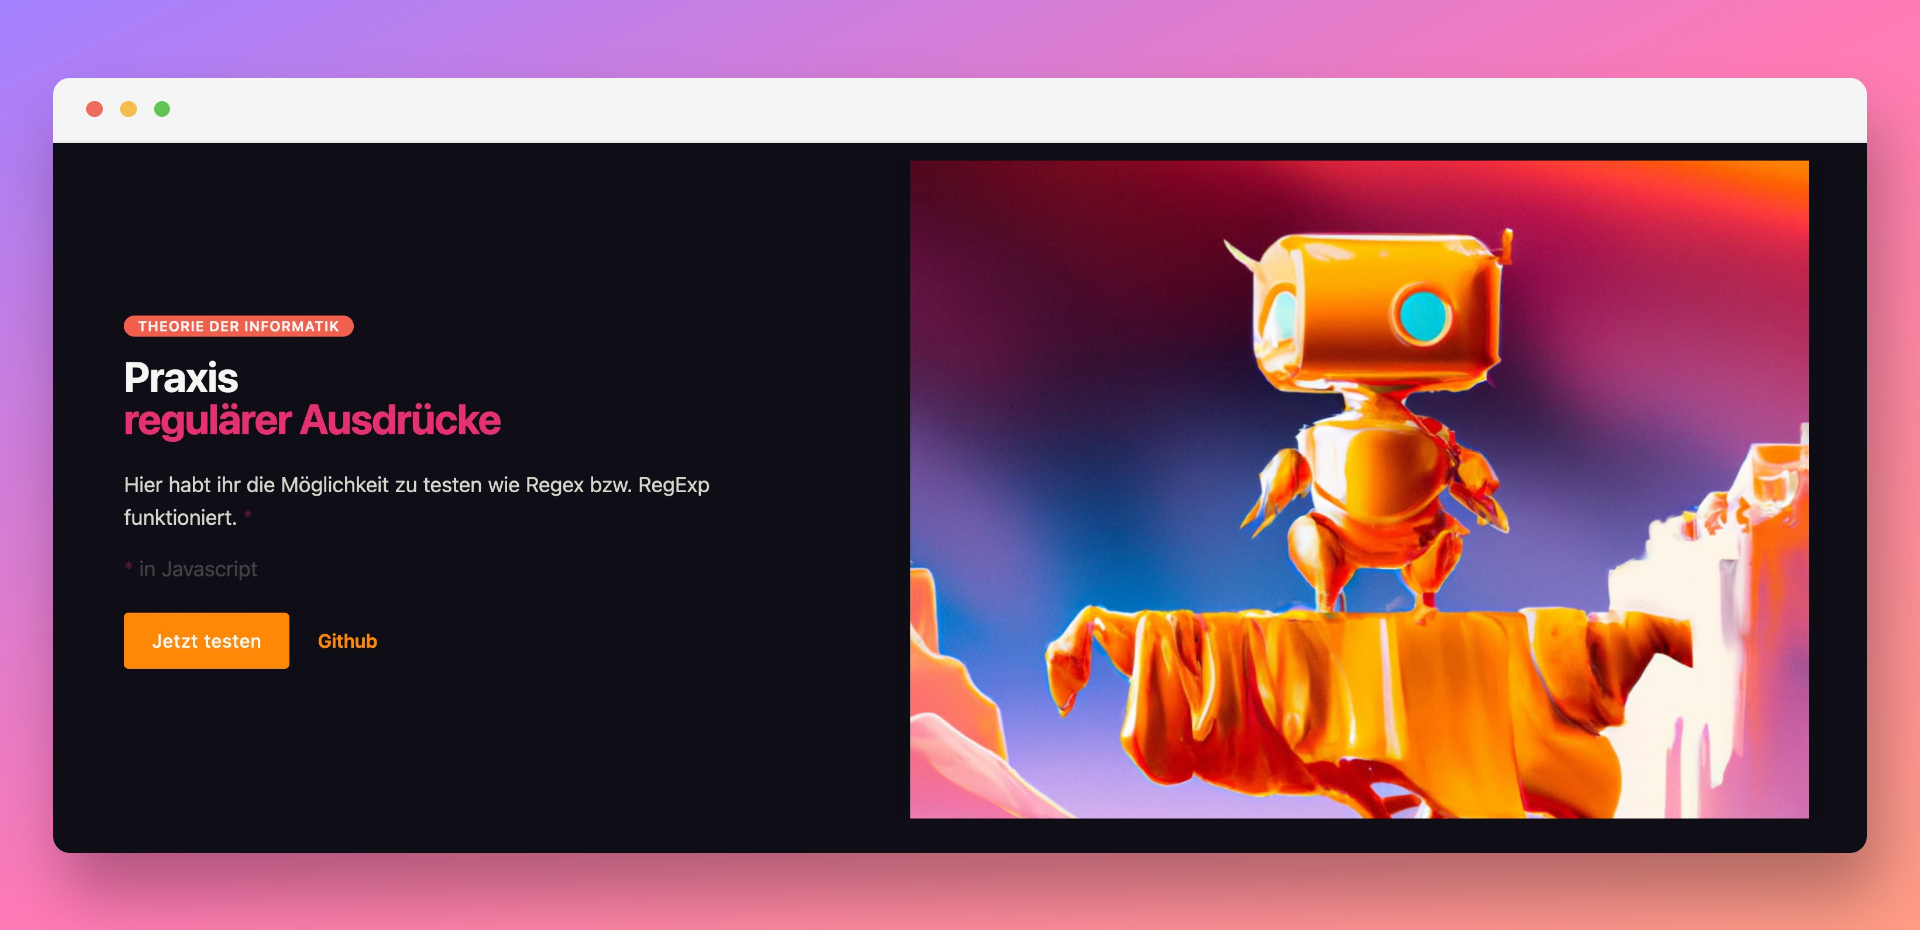 THEORIE DER INFORMATIK
Praxis
regulärer Ausdrücke
Hier habt ihr die Möglichkeit zu testen wie Regex bzw. RegExp
funktioniert. *
* in Javascript
Jetzt testen
Github